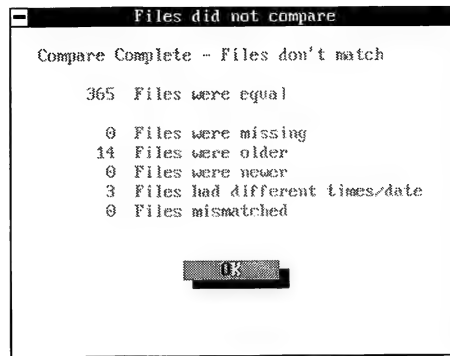 Files did not compare
Compare Complete - Files don't match
365 Files were equal
0 Files were missing
14 Files were older
0 Files were newer
3 Files had different times/date
0 Files mismatched
OK